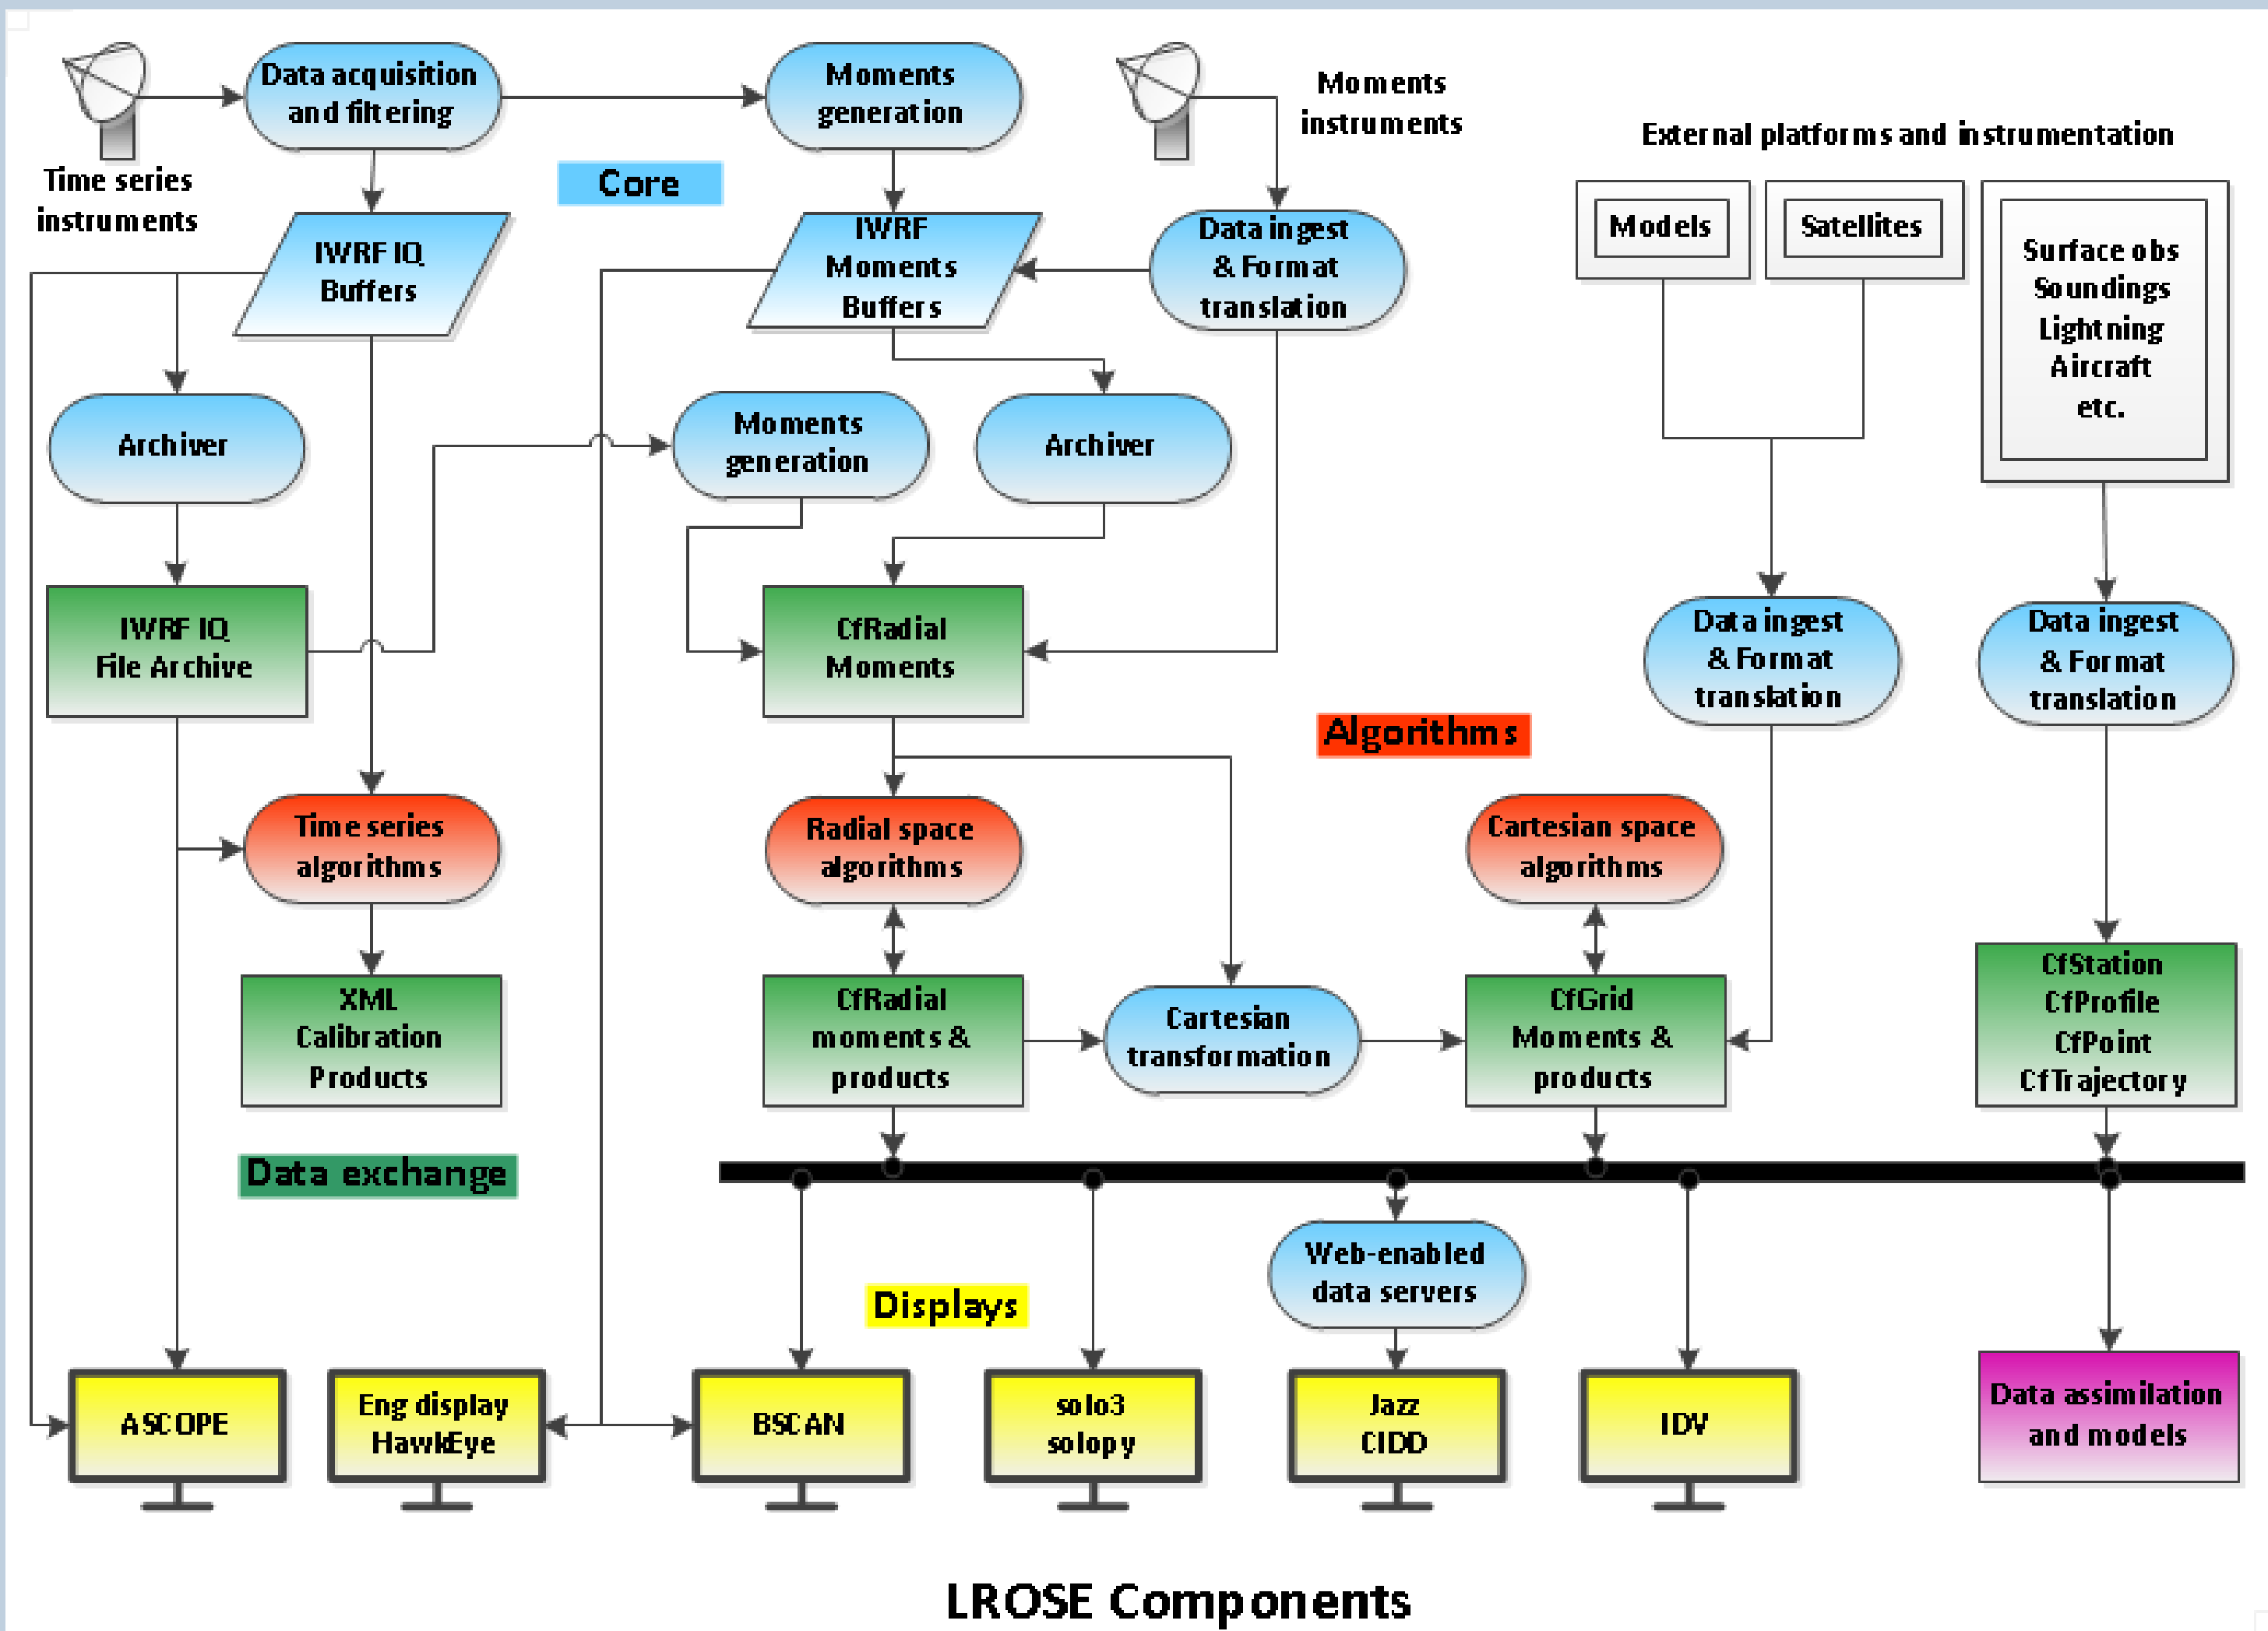 Data acquisition
and filtering
Moments
generation
Moments
instruments
External platforms and instrumentation
Time series
instruments
Core
IWRF IQ
Buffers
IWRF
Moments
Buffers
Data ingest
& Format
translation
Models
Satellites
Surface obs
Soundings
Lightning
Aircraft
etc.
Archiver
Moments
generation
Archiver
IWRF IQ
File Archive
CfRadial
Moments
Data ingest
& Format
translation
Data ingest
& Format
translation
Algorithms
Time series
algorithms
Radial space
algorithms
Cartesian space
algorithms
XML
Calibration
Products
CfRadial
moments &
products
Cartesian
transformation
CfGrid
Moments &
products
CfStation
CfProfile
CfPoint
CfTrajectory
Data exchange
Web-enabled
data servers
Displays
ASCOPE
Eng display
HawkEye
BSCAN
solo3
solopy
Jazz
CIDD
IDV
Data assimilation
and models
LROSE Components